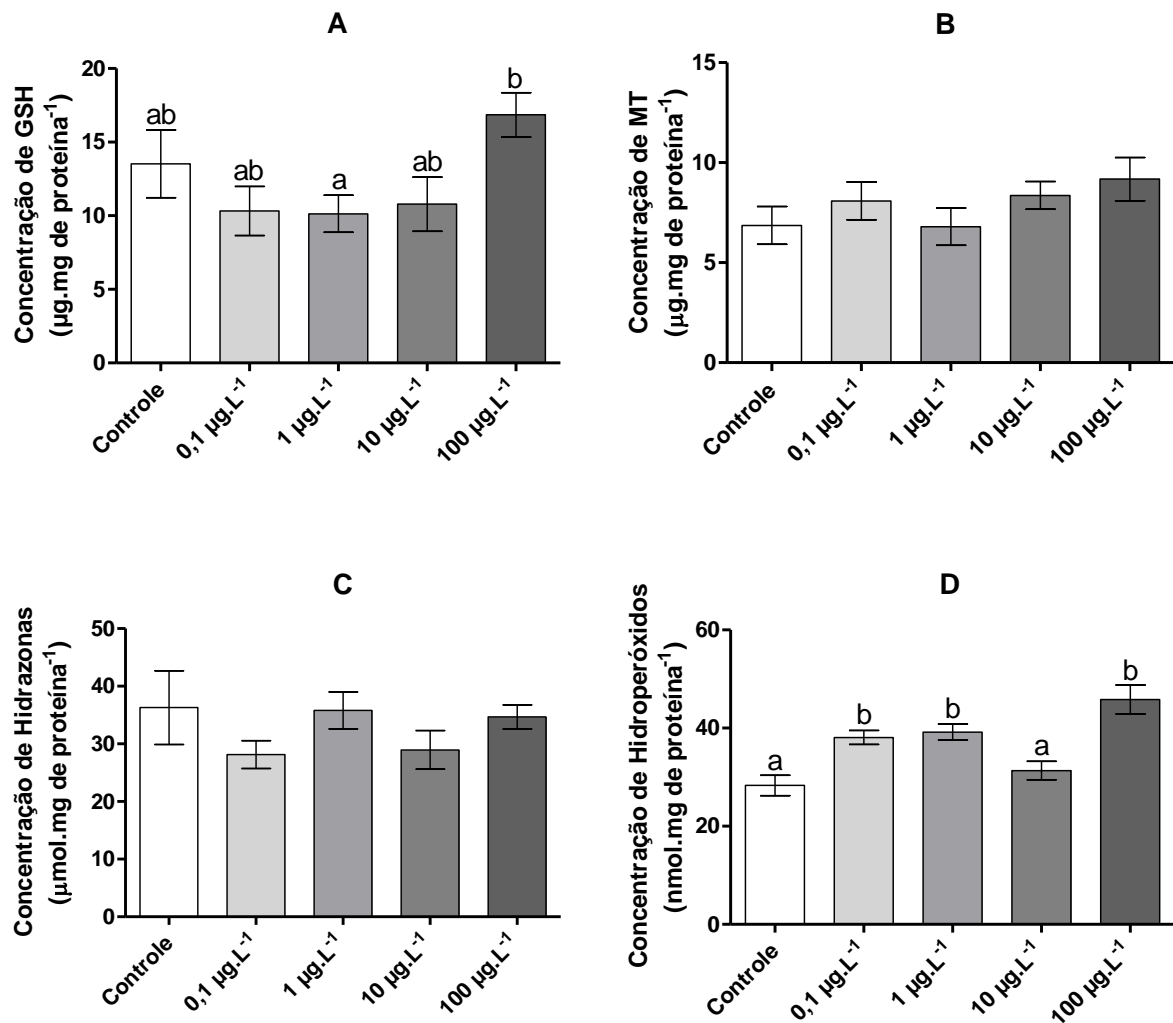 A
Concentração de GSH
(µg.mg de proteína⁻¹)
20
15
10
5
0
ab
ab
a
ab
b
Controle
0,1 µg.L⁻¹
1 µg.L⁻¹
10 µg.L⁻¹
100 µg.L⁻¹
B
Concentração de MT
(µg.mg de proteína⁻¹)
15
10
5
0
Controle
0,1 µg.L⁻¹
1 µg.L⁻¹
10 µg.L⁻¹
100 µg.L⁻¹
C
Concentração de Hidrazonas
(µmol.mg de proteína⁻¹)
50
40
30
20
10
0
Controle
0,1 µg.L⁻¹
1 µg.L⁻¹
10 µg.L⁻¹
100 µg.L⁻¹
D
Concentração de Hidroperóxidos
(nmol.mg de proteína⁻¹)
60
40
20
0
a
b
b
a
b
Controle
0,1 µg.L⁻¹
1 µg.L⁻¹
10 µg.L⁻¹
100 µg.L⁻¹